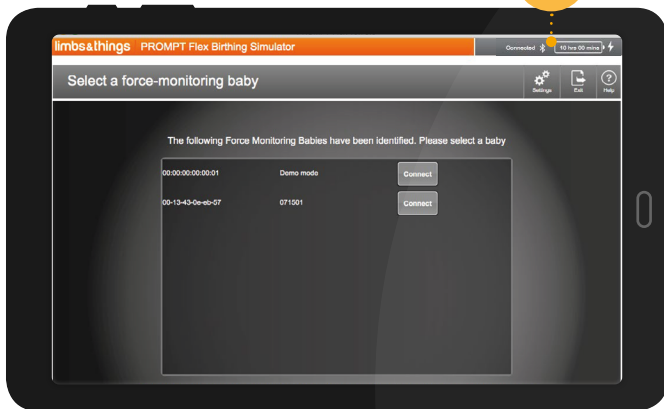 limbs&things PROMPT Flex Birthing Simulator Connected 10 hrs 00 mins
Select a force-monitoring baby
Settings Exit Help
The following Force Monitoring Babies have been identified. Please select a baby
00:00:00:00:00:01 Demo mode Connect
00-13-43-0e-eb-57 071501 Connect